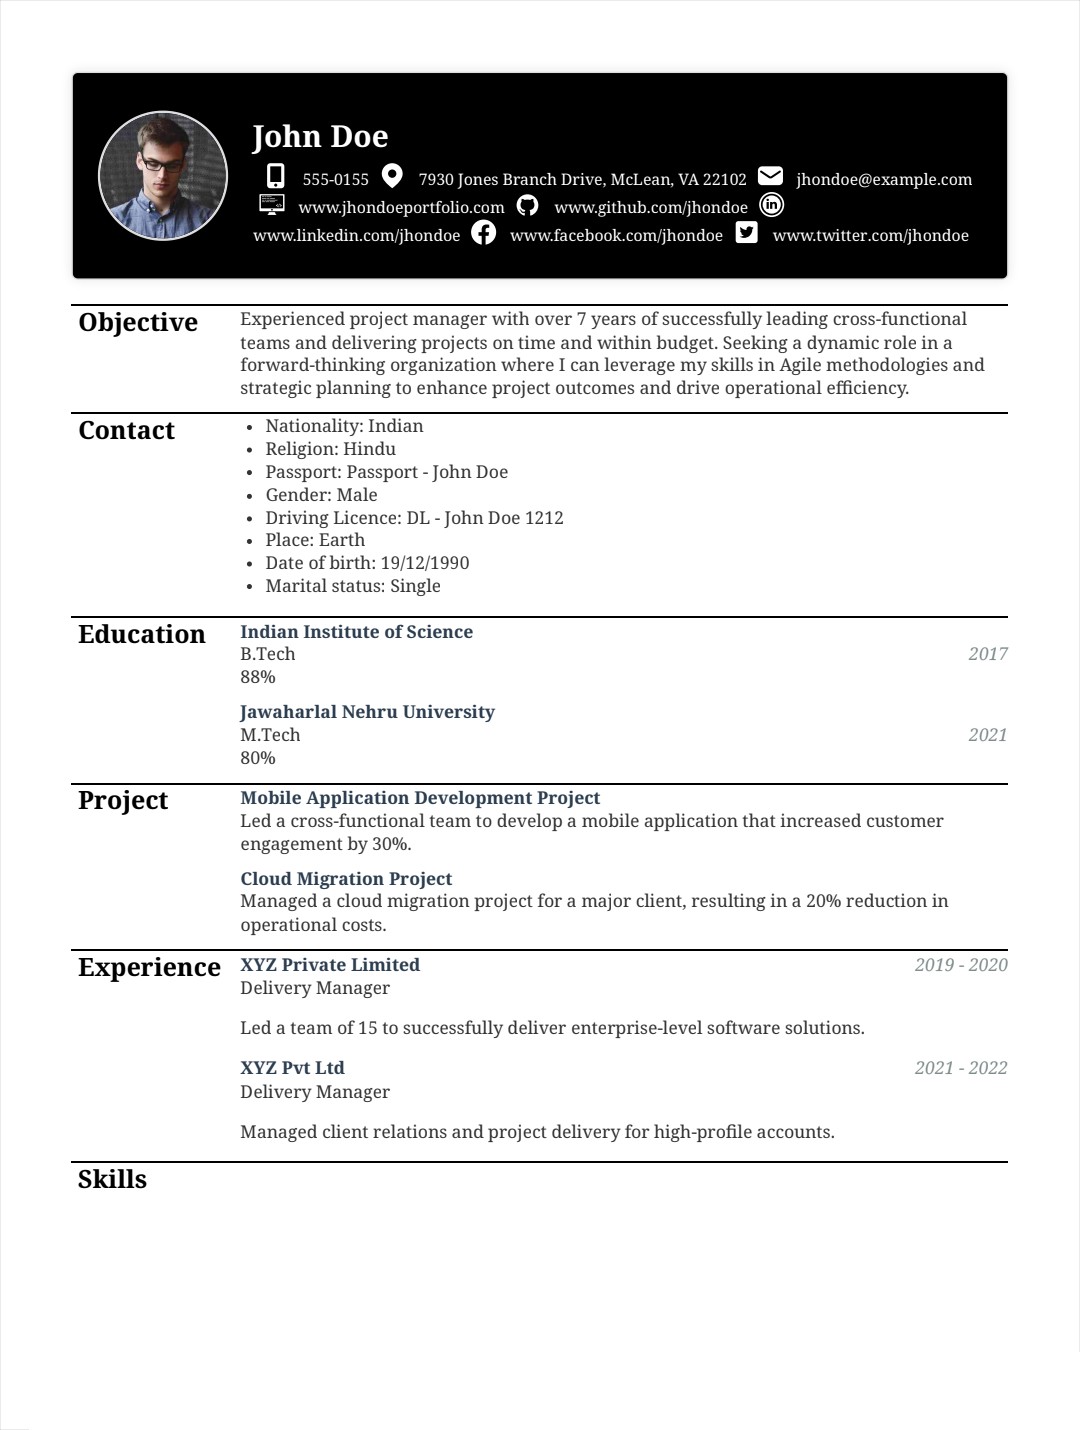 John Doe
555-0155 7930 Jones Branch Drive, McLean, VA 22102 jhondoe@example.com
www.jhondoeportfolio.com www.github.com/jhondoe
www.linkedin.com/jhondoe www.facebook.com/jhondoe www.twitter.com/jhondoe
Objective
Experienced project manager with over 7 years of successfully leading cross-functional
teams and delivering projects on time and within budget. Seeking a dynamic role in a
forward-thinking organization where I can leverage my skills in Agile methodologies and
strategic planning to enhance project outcomes and drive operational efficiency.
Contact
• Nationality: Indian
• Religion: Hindu
• Passport: Passport - John Doe
• Gender: Male
• Driving Licence: DL - John Doe 1212
• Place: Earth
• Date of birth: 19/12/1990
• Marital status: Single
Education
Indian Institute of Science
B.Tech 2017
88%
Jawaharlal Nehru University
M.Tech 2021
80%
Project
Mobile Application Development Project
Led a cross-functional team to develop a mobile application that increased customer
engagement by 30%.
Cloud Migration Project
Managed a cloud migration project for a major client, resulting in a 20% reduction in
operational costs.
Experience
XYZ Private Limited 2019 - 2020
Delivery Manager
Led a team of 15 to successfully deliver enterprise-level software solutions.
XYZ Pvt Ltd 2021 - 2022
Delivery Manager
Managed client relations and project delivery for high-profile accounts.
Skills